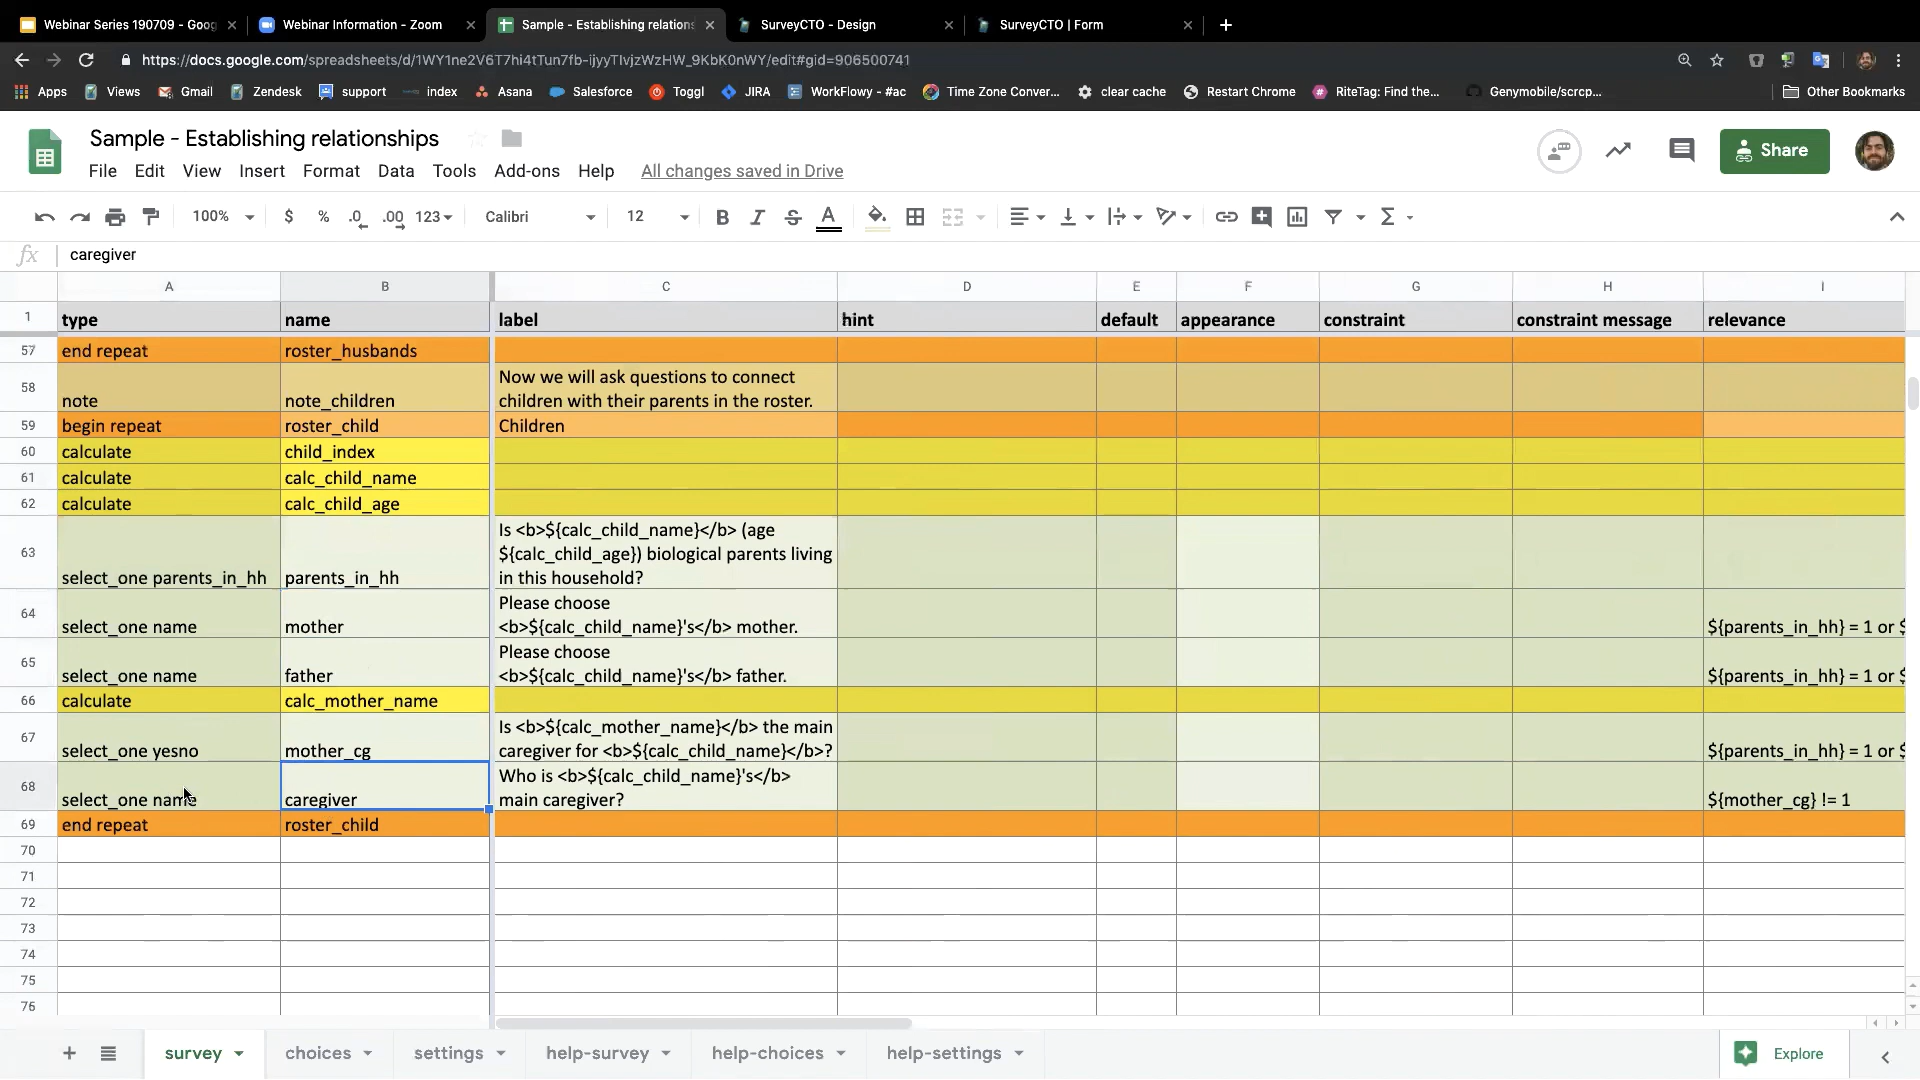 Webinar Series 190709 - Goog
Webinar Information - Zoom
Sample - Establishing relations
SurveyCTO - Design
SurveyCTO | Form
https://docs.google.com/spreadsheets/d/1WY1ne2V6T7hi4tTun7fb-ijyyTIvjzWzHW_9KbK0nWY/edit#gid=906500741
Apps Views Gmail Zendesk support index Asana Salesforce Toggl JIRA WorkFlowy - #ac Time Zone Conver... clear cache Restart Chrome RiteTag: Find the... Genymobile/scrcp... Other Bookmarks
Sample - Establishing relationships
Share
File Edit View Insert Format Data Tools Add-ons Help All changes saved in Drive
100% $ % .0 .00 123 Calibri 12 B I S A
fx caregiver
A B C D E F G H I
1 type name label hint default appearance constraint constraint message relevance
57 end repeat roster_husbands
58 note note_children Now we will ask questions to connect
children with their parents in the roster.
59 begin repeat roster_child Children
60 calculate child_index
61 calculate calc_child_name
62 calculate calc_child_age
63 select_one parents_in_hh parents_in_hh Is <b>${calc_child_name}</b> (age
${calc_child_age}) biological parents living
in this household?
64 select_one name mother Please choose
<b>${calc_child_name}'s</b> mother. ${parents_in_hh} = 1 or $
65 select_one name father Please choose
<b>${calc_child_name}'s</b> father. ${parents_in_hh} = 1 or $
66 calculate calc_mother_name
67 select_one yesno mother_cg Is <b>${calc_mother_name}</b> the main
caregiver for <b>${calc_child_name}</b>? ${parents_in_hh} = 1 or $
68 select_one name caregiver Who is <b>${calc_child_name}'s</b>
main caregiver? ${mother_cg} != 1
69 end repeat roster_child
70
71
72
73
74
75
76
survey choices settings help-survey help-choices help-settings Explore